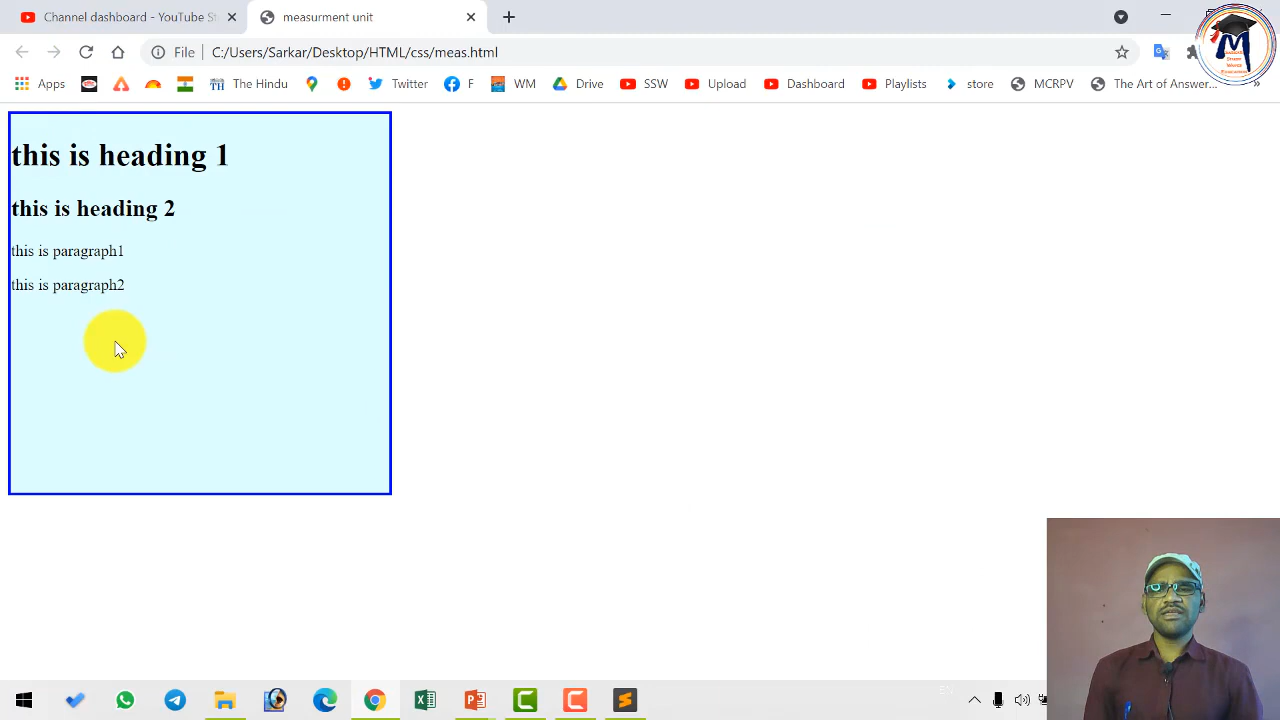 Channel dashboard - YouTube St
measurment unit
File C:/Users/Sarkar/Desktop/HTML/css/meas.html
Apps The Hindu Twitter F WM Drive SSW Upload Dashboard Playlists store MCRPV The Art of Answer... »
TH
this is heading 1
this is heading 2
this is paragraph1
this is paragraph2
M